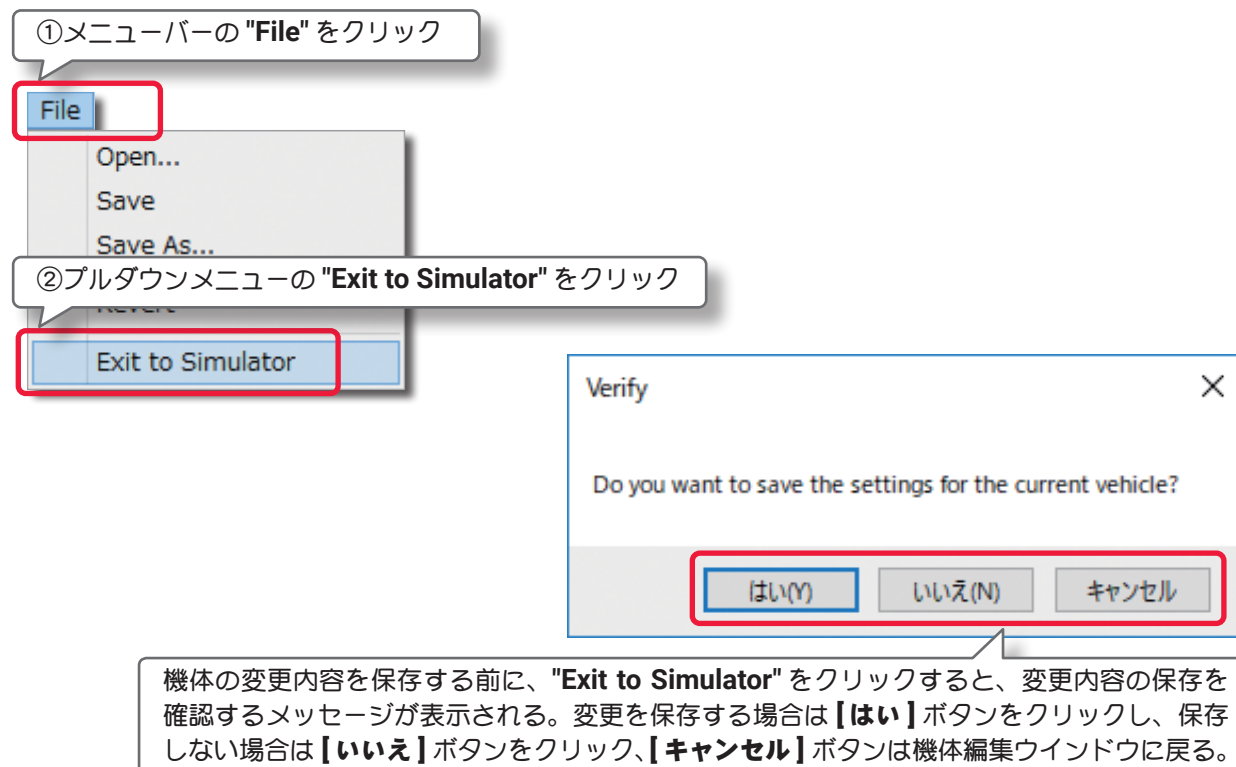 ①メニューバーの "File" をクリック
File
Open...
Save
Save As...
②プルダウンメニューの "Exit to Simulator" をクリック
Revert
Exit to Simulator
Verify
Do you want to save the settings for the current vehicle?
はい(Y) いいえ(N) キャンセル
機体の変更内容を保存する前に、"Exit to Simulator" をクリックすると、変更内容の保存を
確認するメッセージが表示される。変更を保存する場合は [ はい ] ボタンをクリックし、保存
しない場合は [ いいえ ] ボタンをクリック、[ キャンセル ] ボタンは機体編集ウインドウに戻る。